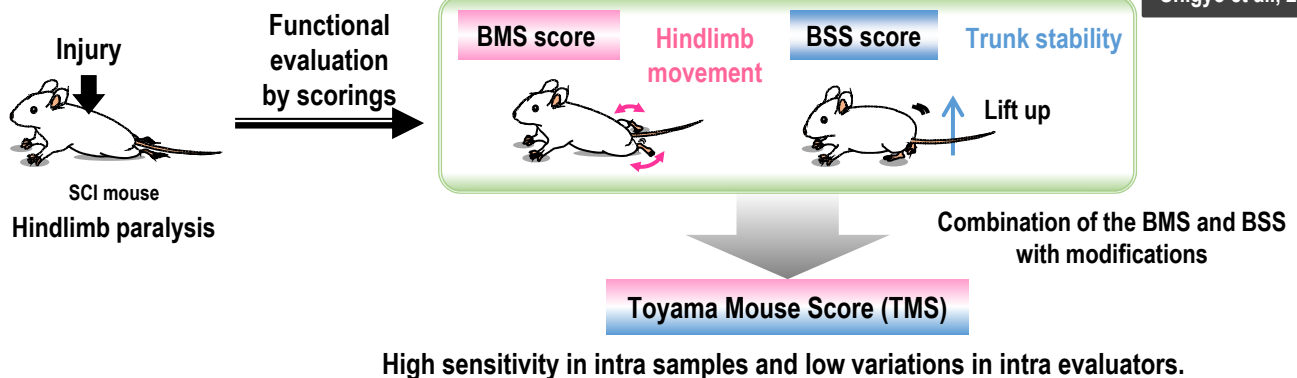 Injury
SCI mouse
Hindlimb paralysis
Functional
evaluation
by scorings
BMS score
Hindlimb
movement
BSS score
Trunk stability
Lift up
Combination of the BMS and BSS
with modifications
Toyama Mouse Score (TMS)
High sensitivity in intra samples and low variations in intra evaluators.